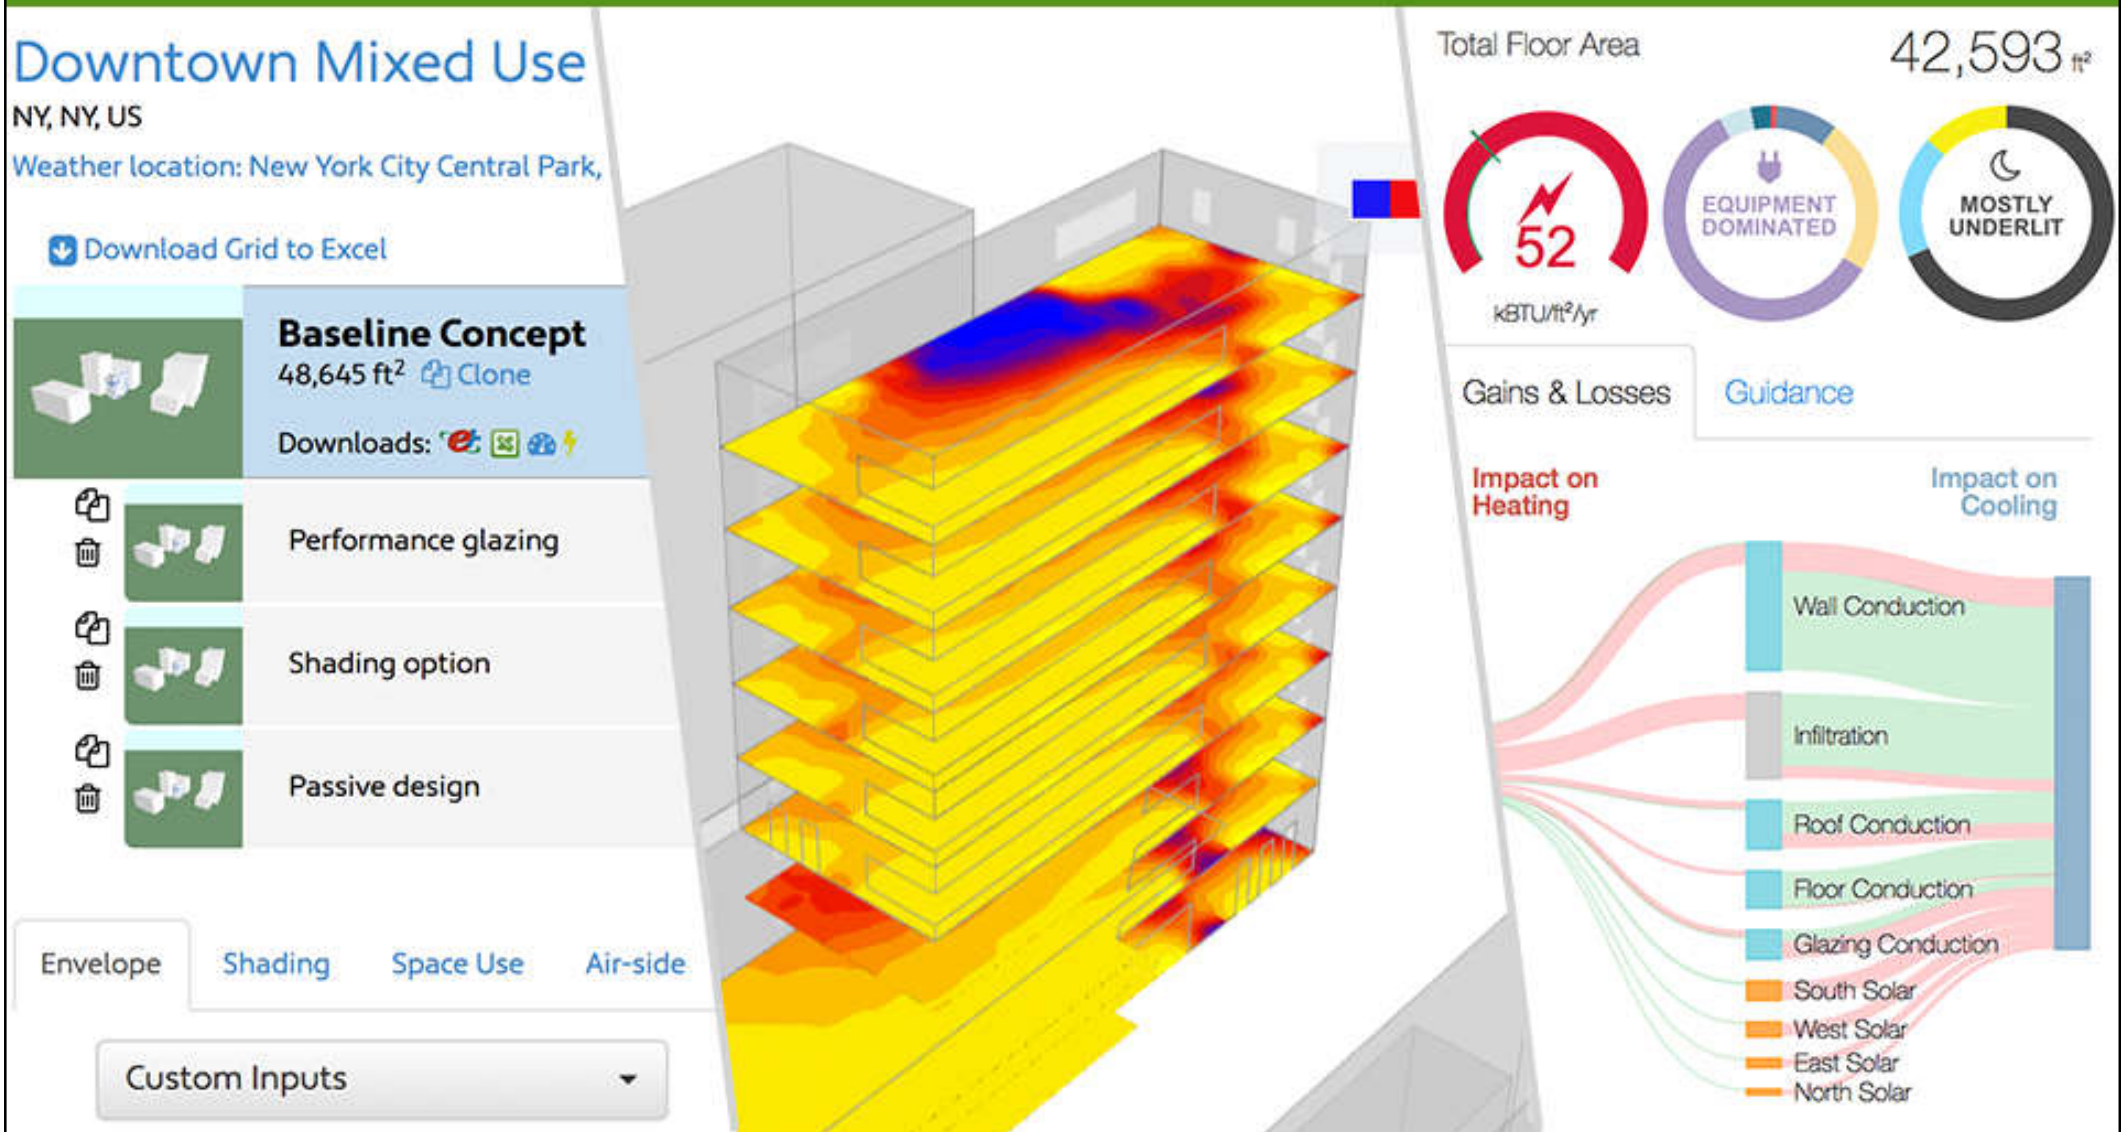 Downtown Mixed Use
NY, NY, US
Weather location: New York City Central Park,
Download Grid to Excel
Baseline Concept
48,645 ft² Clone
Downloads:
Performance glazing
Shading option
Passive design
Envelope Shading Space Use Air-side
Custom Inputs
Total Floor Area 42,593 ft²
52
kBTU/ft²/yr
EQUIPMENT
DOMINATED
MOSTLY
UNDERLIT
Gains & Losses Guidance
Impact on
Heating
Impact on
Cooling
Wall Conduction
Infiltration
Roof Conduction
Floor Conduction
Glazing Conduction
South Solar
West Solar
East Solar
North Solar